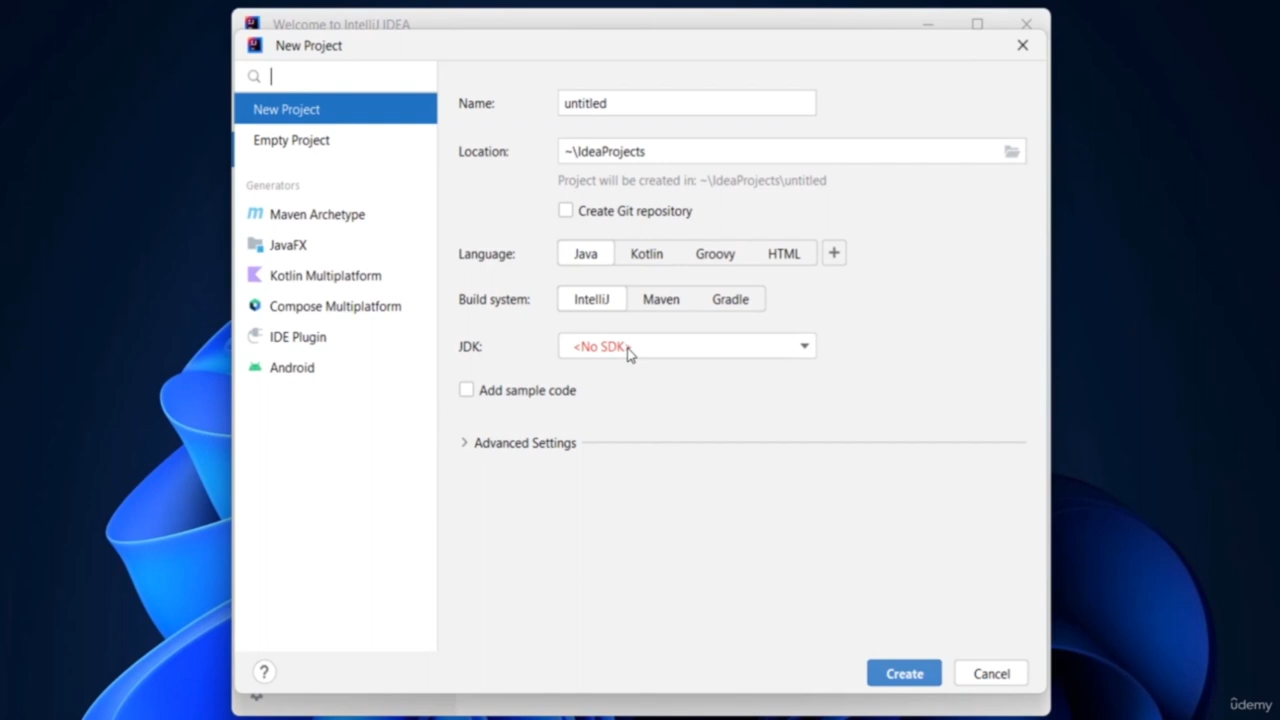 Welcome to IntelliJ IDEA
New Project
New Project
Empty Project
Generators
Maven Archetype
JavaFX
Kotlin Multiplatform
Compose Multiplatform
IDE Plugin
Android
Name: untitled
Location: ~\IdeaProjects
Project will be created in: ~\IdeaProjects\untitled
Create Git repository
Language: Java Kotlin Groovy HTML +
Build system: IntelliJ Maven Gradle
JDK: <No SDK>
Add sample code
Advanced Settings
? Create Cancel
ûdemy